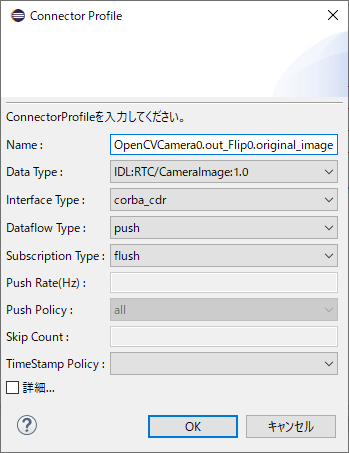 Connector Profile
ConnectorProfileを入力してください。
Name : OpenCVCamera0.out_Flip0.original_image
Data Type : IDL:RTC/CameraImage:1.0
Interface Type : corba_cdr
Dataflow Type : push
Subscription Type : flush
Push Rate(Hz) :
Push Policy : all
Skip Count :
TimeStamp Policy :
詳細...
? OK キャンセル